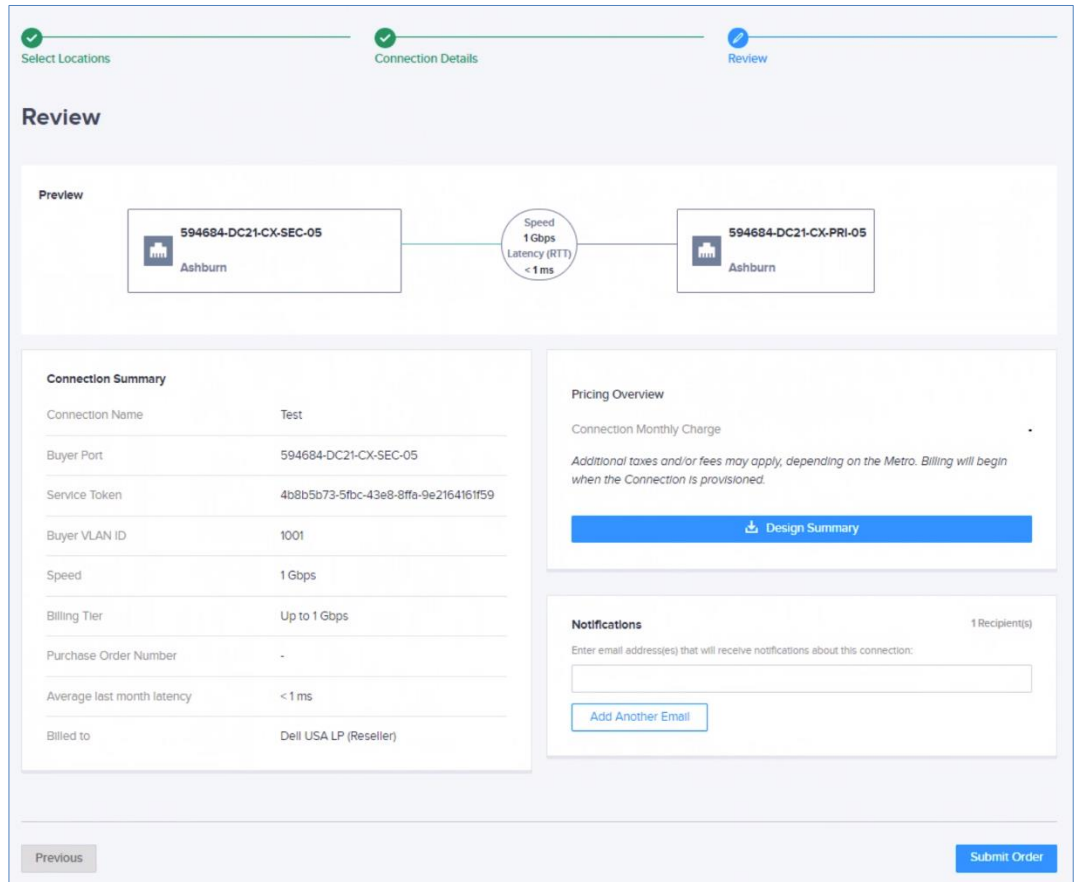 Select Locations
Connection Details
Review
Review
Preview
594684-DC21-CX-SEC-05
Ashburn
Speed
1 Gbps
Latency (RTT)
< 1 ms
594684-DC21-CX-PRI-05
Ashburn
Connection Summary
Connection Name Test
Buyer Port 594684-DC21-CX-SEC-05
Service Token 4b8b5b73-5fbc-43e8-8ffa-9e2164161f59
Buyer VLAN ID 1001
Speed 1 Gbps
Billing Tier Up to 1 Gbps
Purchase Order Number -
Average last month latency < 1 ms
Billed to Dell USA LP (Reseller)
Pricing Overview
Connection Monthly Charge -
Additional taxes and/or fees may apply, depending on the Metro. Billing will begin
when the Connection is provisioned.
Design Summary
Notifications 1 Recipient(s)
Enter email address(es) that will receive notifications about this connection:
Add Another Email
Previous
Submit Order